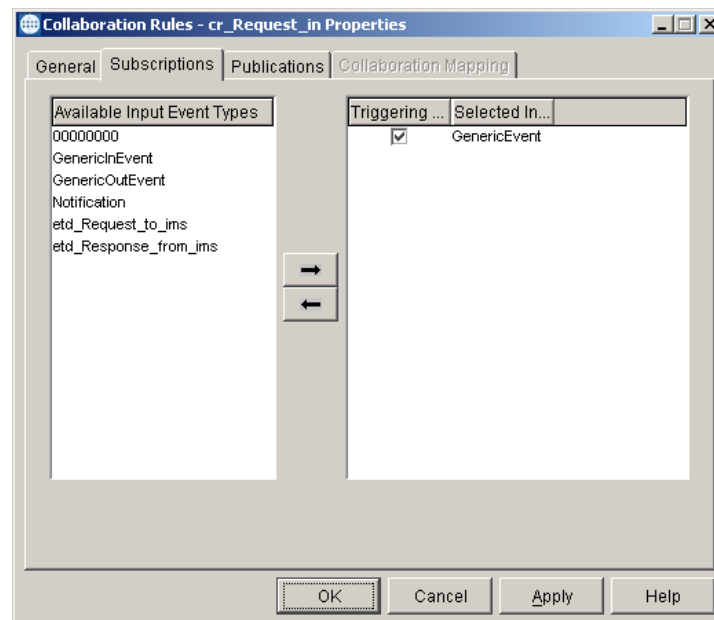 Collaboration Rules - cr_Request_in Properties
General Subscriptions Publications Collaboration Mapping
Available Input Event Types
00000000
GenericInEvent
GenericOutEvent
Notification
etd_Request_to_ims
etd_Response_from_ims
Triggering ... Selected In...
GenericEvent
OK Cancel Apply Help